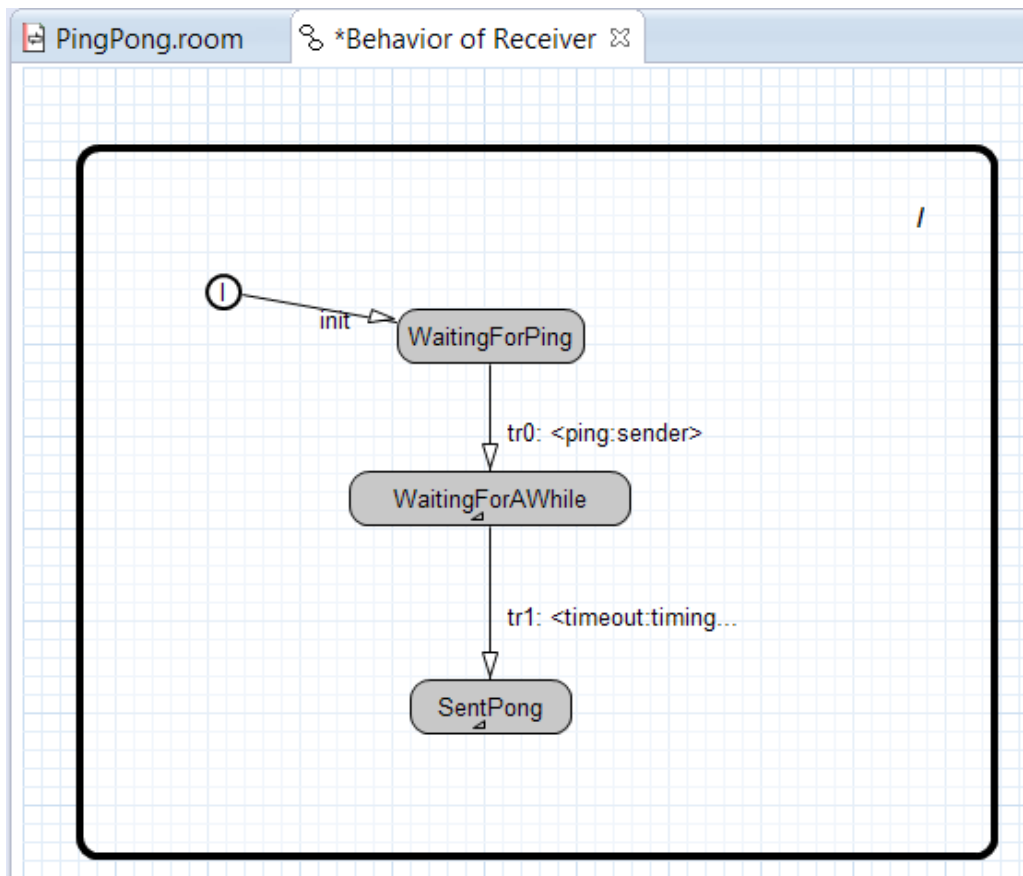 PingPong.room
*Behavior of Receiver
/
I
init
WaitingForPing
tr0: <ping:sender>
WaitingForAWhile
tr1: <timeout:timing...
SentPong